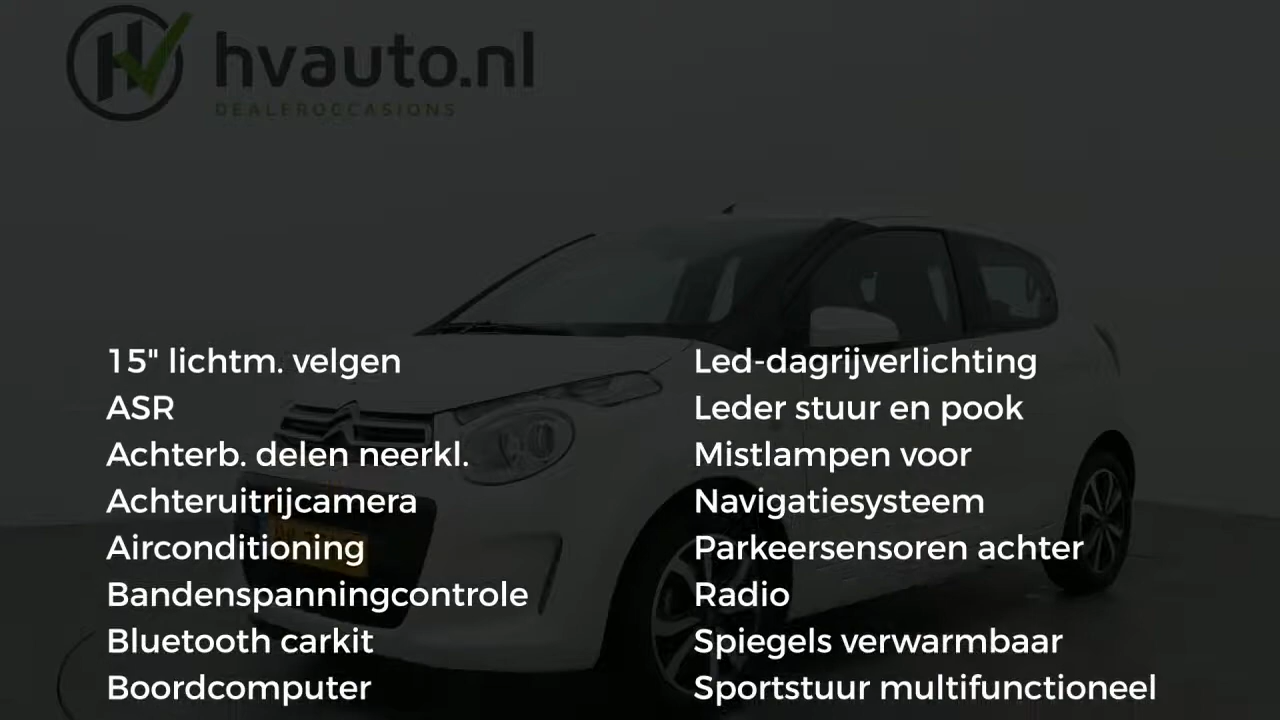 hvauto.nl
DEALEROCCASIONS
15" lichtm. velgen
ASR
Achterb. delen neerkl.
Achteruitrijcamera
Airconditioning
Bandenspanningcontrole
Bluetooth carkit
Boordcomputer
Led-dagrijverlichting
Leder stuur en pook
Mistlampen voor
Navigatiesysteem
Parkeersensoren achter
Radio
Spiegels verwarmbaar
Sportstuur multifunctioneel